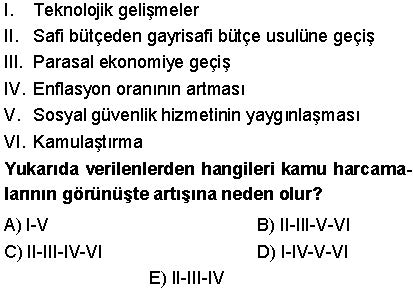 I. Teknolojik gelişmeler
II. Safi bütçeden gayrisafi bütçe usulüne geçiş
III. Parasal ekonomiye geçiş
IV. Enflasyon oranının artması
V. Sosyal güvenlik hizmetinin yaygınlaşması
VI. Kamulaştırma
Yukarıda verilenlerden hangileri kamu harcama-
larının görünüşte artışına neden olur?
A) I-V B) II-III-V-VI
C) II-III-IV-VI D) I-IV-V-VI
E) II-III-IV